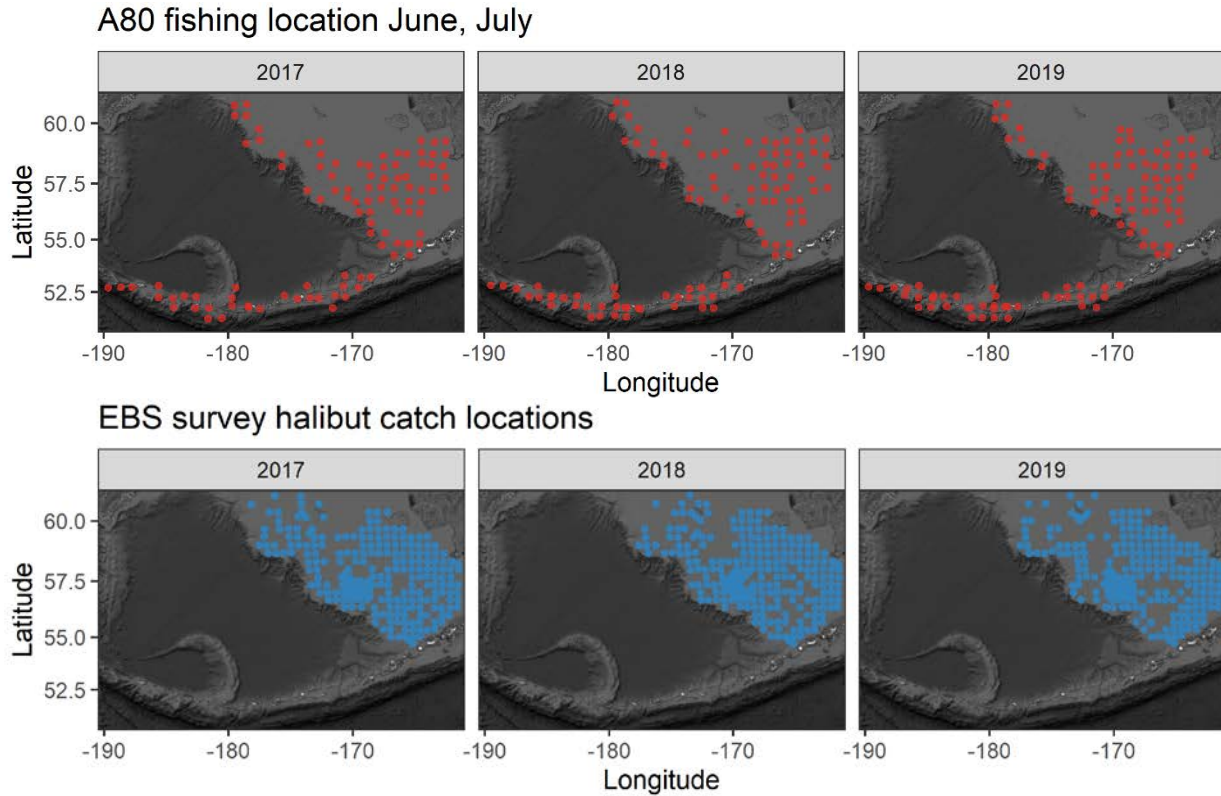 A80 fishing location June, July
2017 2018 2019
Latitude
60.0
57.5
55.0
52.5
-190 -180 -170 -190 -180 -170 -190 -180 -170
Longitude
EBS survey halibut catch locations
2017 2018 2019
Latitude
60.0
57.5
55.0
52.5
-190 -180 -170 -190 -180 -170 -190 -180 -170
Longitude